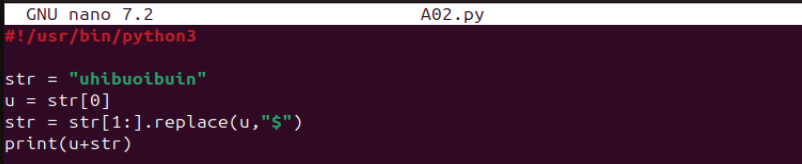 GNU nano 7.2 A02.py
#!/usr/bin/python3
str = "uhibuoibuin"
u = str[0]
str = str[1:].replace(u,"$")
print(u+str)